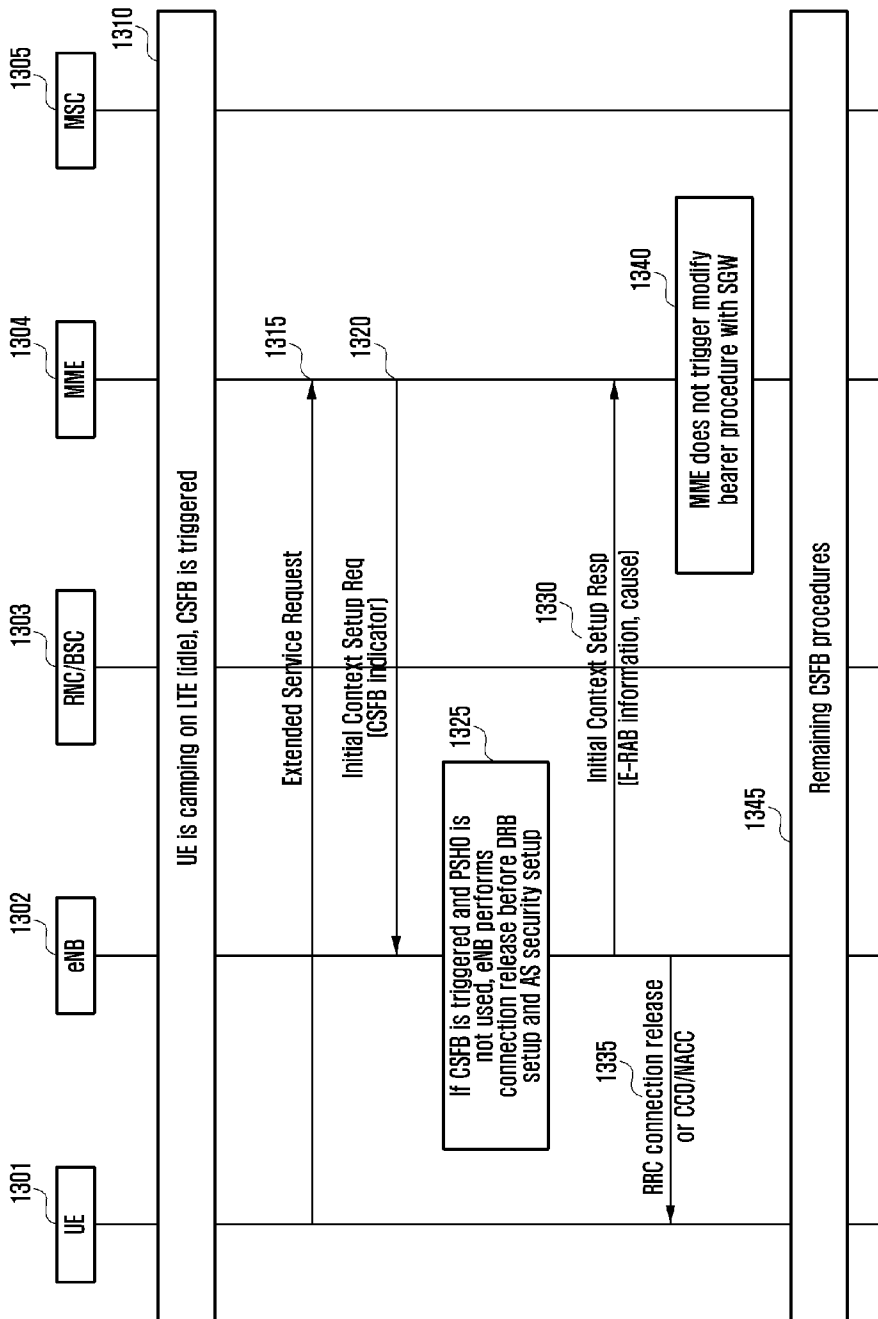 1301
UE
1302
eNB
1303
RNC/BSC
1304
MME
1305
MSC
1310
UE is camping on LTE (idle), CSFB is triggered
Extended Service Request
1315
Initial Context Setup Req
[CSFB indicator]
1320
1325
If CSFB is triggered and PSHO is
not used, eNB performs
connection release before DRB
setup and AS security setup
1330
Initial Context Setup Resp
[E-RAB information, cause]
1335
RRC connection release
or CCO/NACC
1340
MME does not trigger modify
bearer procedure with SGW
1345
Remaining CSFB procedures